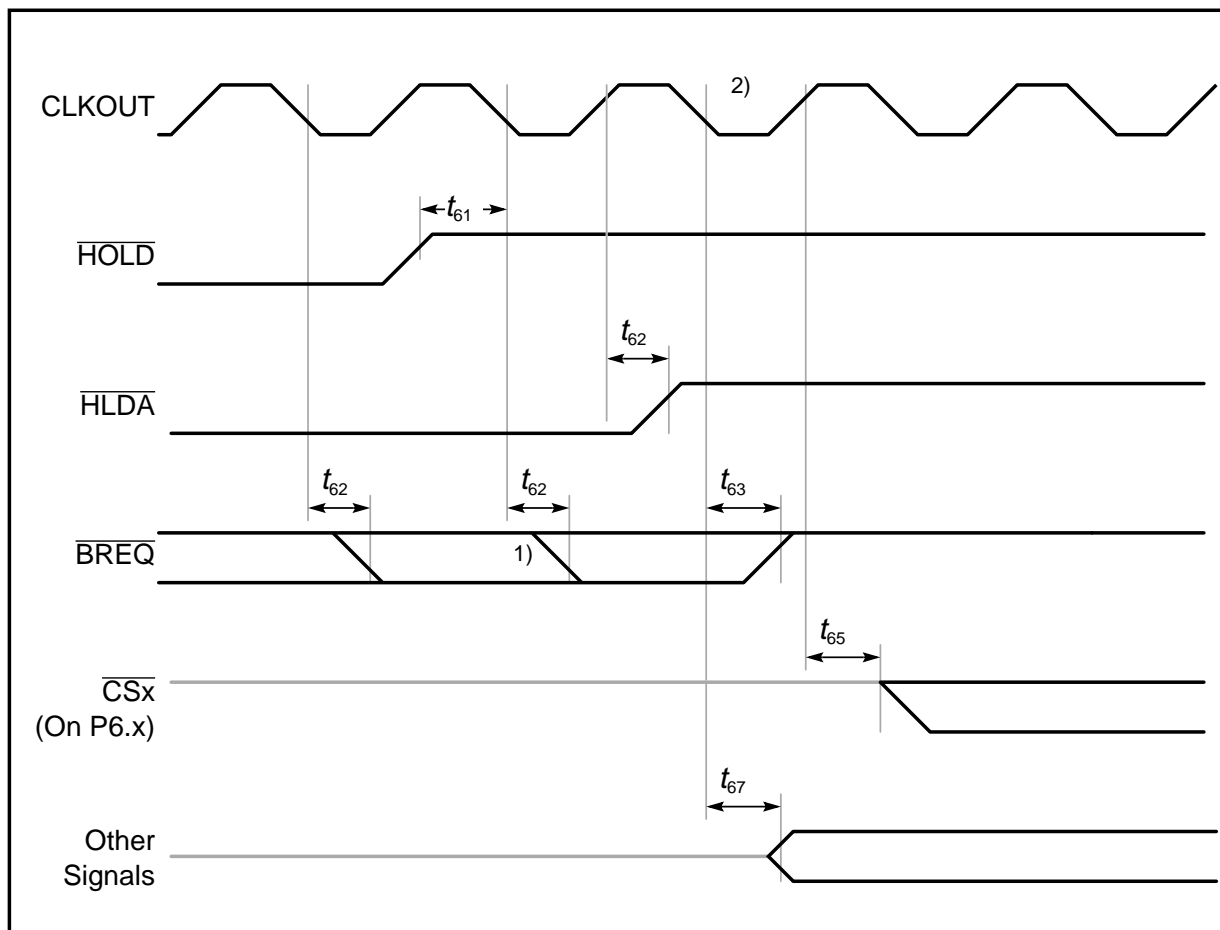 CLKOUT
2)
t61
HOLD
t62
HLDA
t62
t62
t63
BREQ
1)
t65
CSx
(On P6.x)
t67
Other
Signals